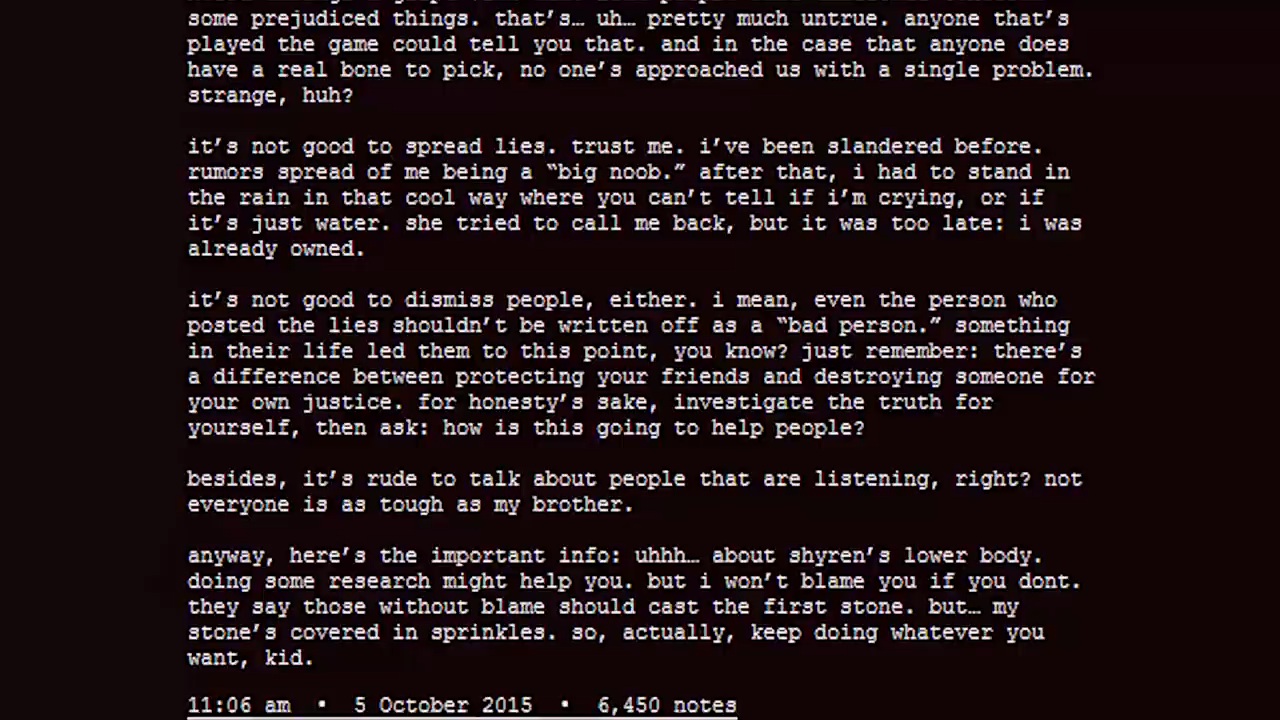 some prejudiced things. that’s… uh… pretty much untrue. anyone that’s
played the game could tell you that. and in the case that anyone does
have a real bone to pick, no one’s approached us with a single problem.
strange, huh?
it’s not good to spread lies. trust me. i’ve been slandered before.
rumors spread of me being a “big noob.” after that, i had to stand in
the rain in that cool way where you can’t tell if i’m crying, or if
it’s just water. she tried to call me back, but it was too late: i was
already owned.
it’s not good to dismiss people, either. i mean, even the person who
posted the lies shouldn’t be written off as a “bad person.” something
in their life led them to this point, you know? just remember: there’s
a difference between protecting your friends and destroying someone for
your own justice. for honesty’s sake, investigate the truth for
yourself, then ask: how is this going to help people?
besides, it’s rude to talk about people that are listening, right? not
everyone is as tough as my brother.
anyway, here’s the important info: uhhh… about shyren’s lower body.
doing some research might help you. but i won’t blame you if you dont.
they say those without blame should cast the first stone. but… my
stone’s covered in sprinkles. so, actually, keep doing whatever you
want, kid.
11:06 am • 5 October 2015 • 6,450 notes